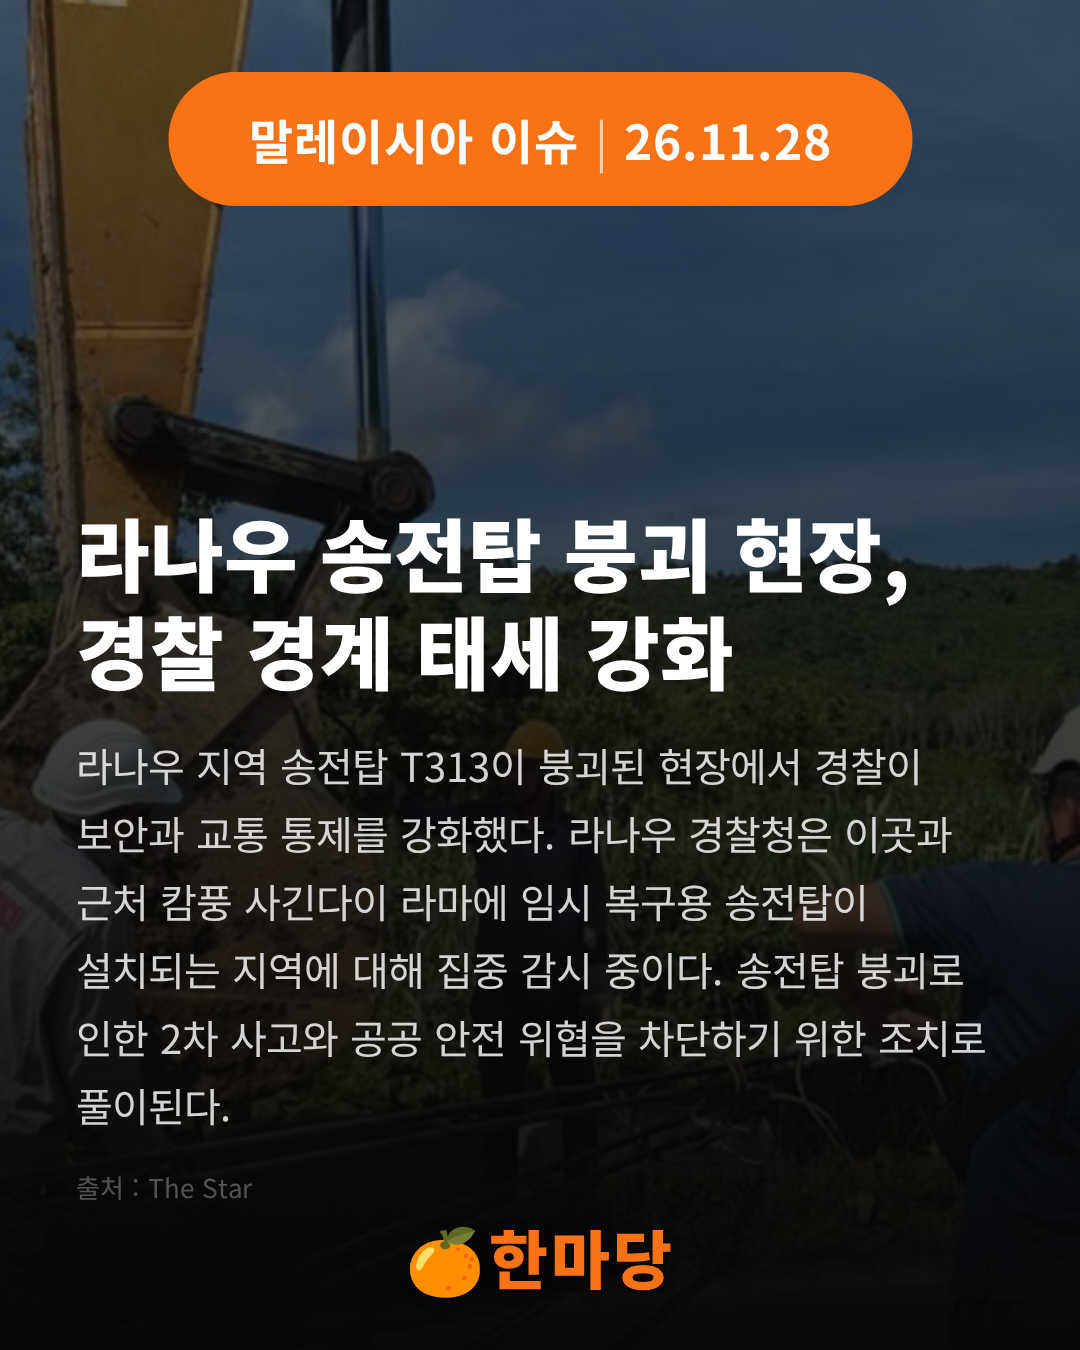 말레이시아 이슈 | 26.11.28
라나우 송전탑 붕괴 현장,
경찰 경계 태세 강화
라나우 지역 송전탑 T313이 붕괴된 현장에서 경찰이
보안과 교통 통제를 강화했다. 라나우 경찰청은 이곳과
근처 캄풍 사긴다이 라마에 임시 복구용 송전탑이
설치되는 지역에 대해 집중 감시 중이다. 송전탑 붕괴로
인한 2차 사고와 공공 안전 위협을 차단하기 위한 조치로
풀이된다.
출처 : The Star
한마당